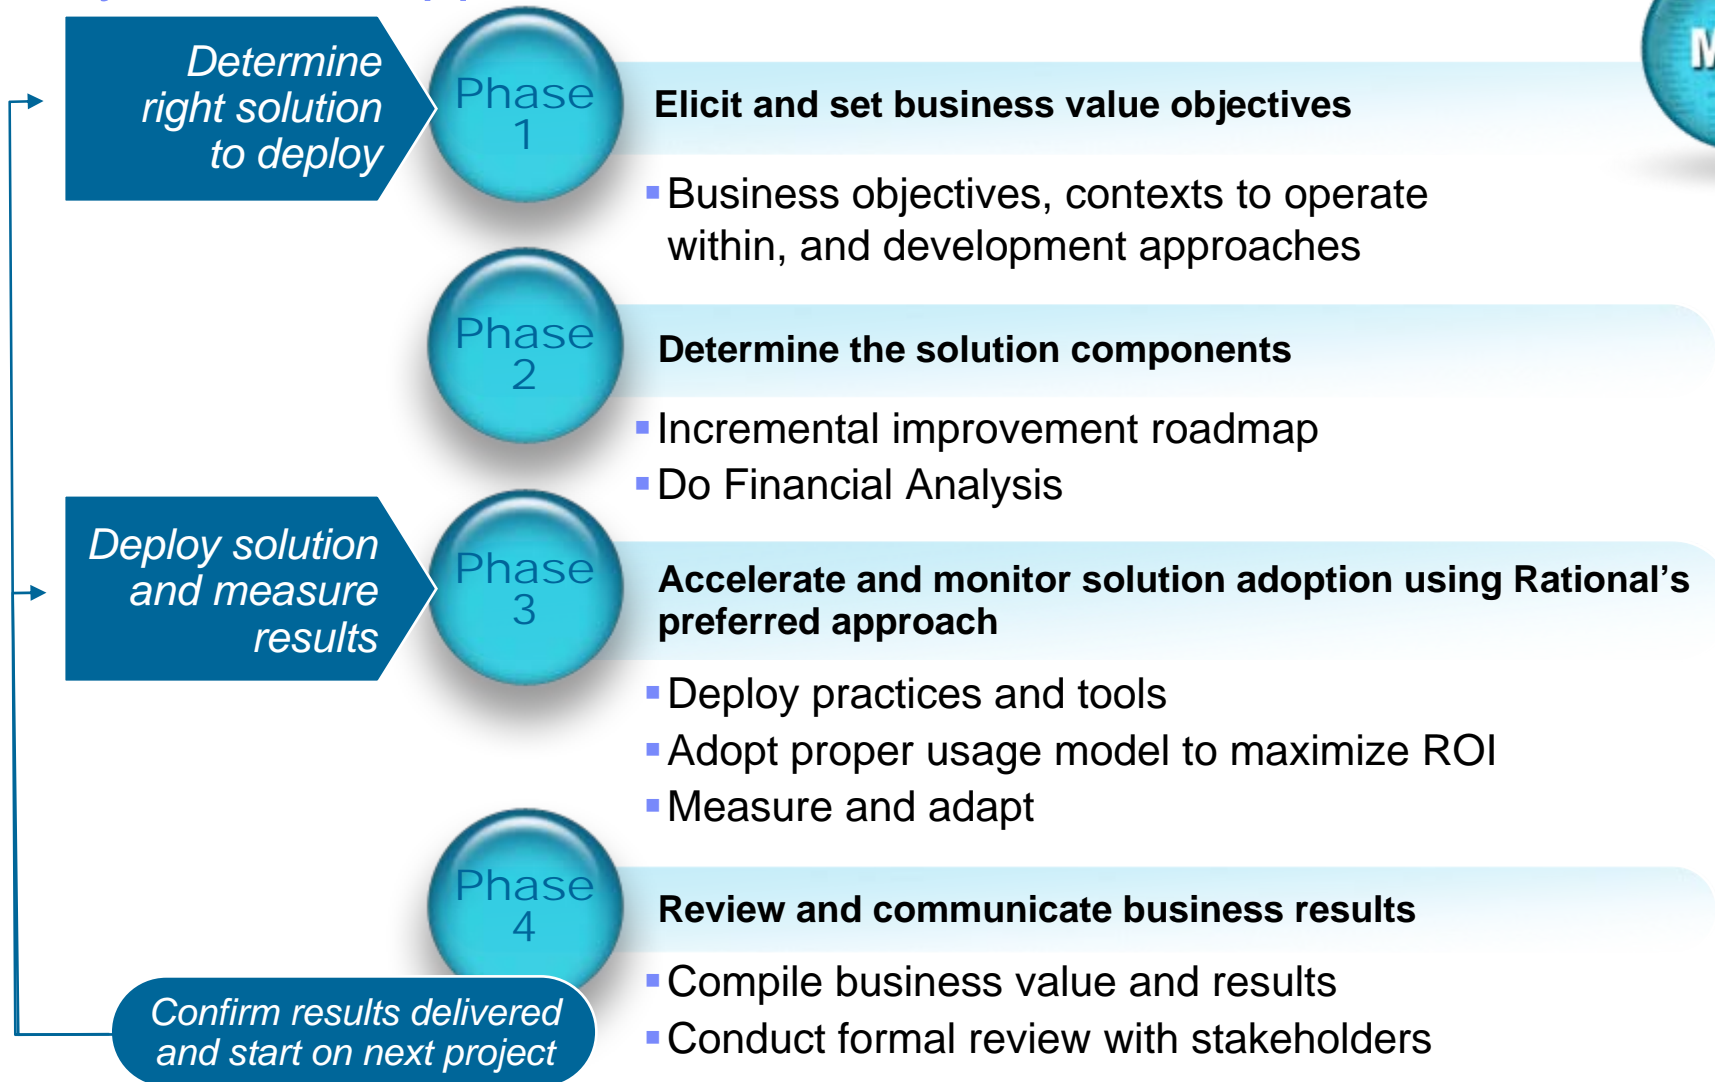 Determine
right solution
to deploy
Phase
1
Elicit and set business value objectives
▪Business objectives, contexts to operate
within, and development approaches
Phase
2
Determine the solution components
▪Incremental improvement roadmap
▪Do Financial Analysis
Deploy solution
and measure
results
Phase
3
Accelerate and monitor solution adoption using Rational’s
preferred approach
▪Deploy practices and tools
▪Adopt proper usage model to maximize ROI
▪Measure and adapt
Phase
4
Review and communicate business results
▪Compile business value and results
▪Conduct formal review with stakeholders
Confirm results delivered
and start on next project